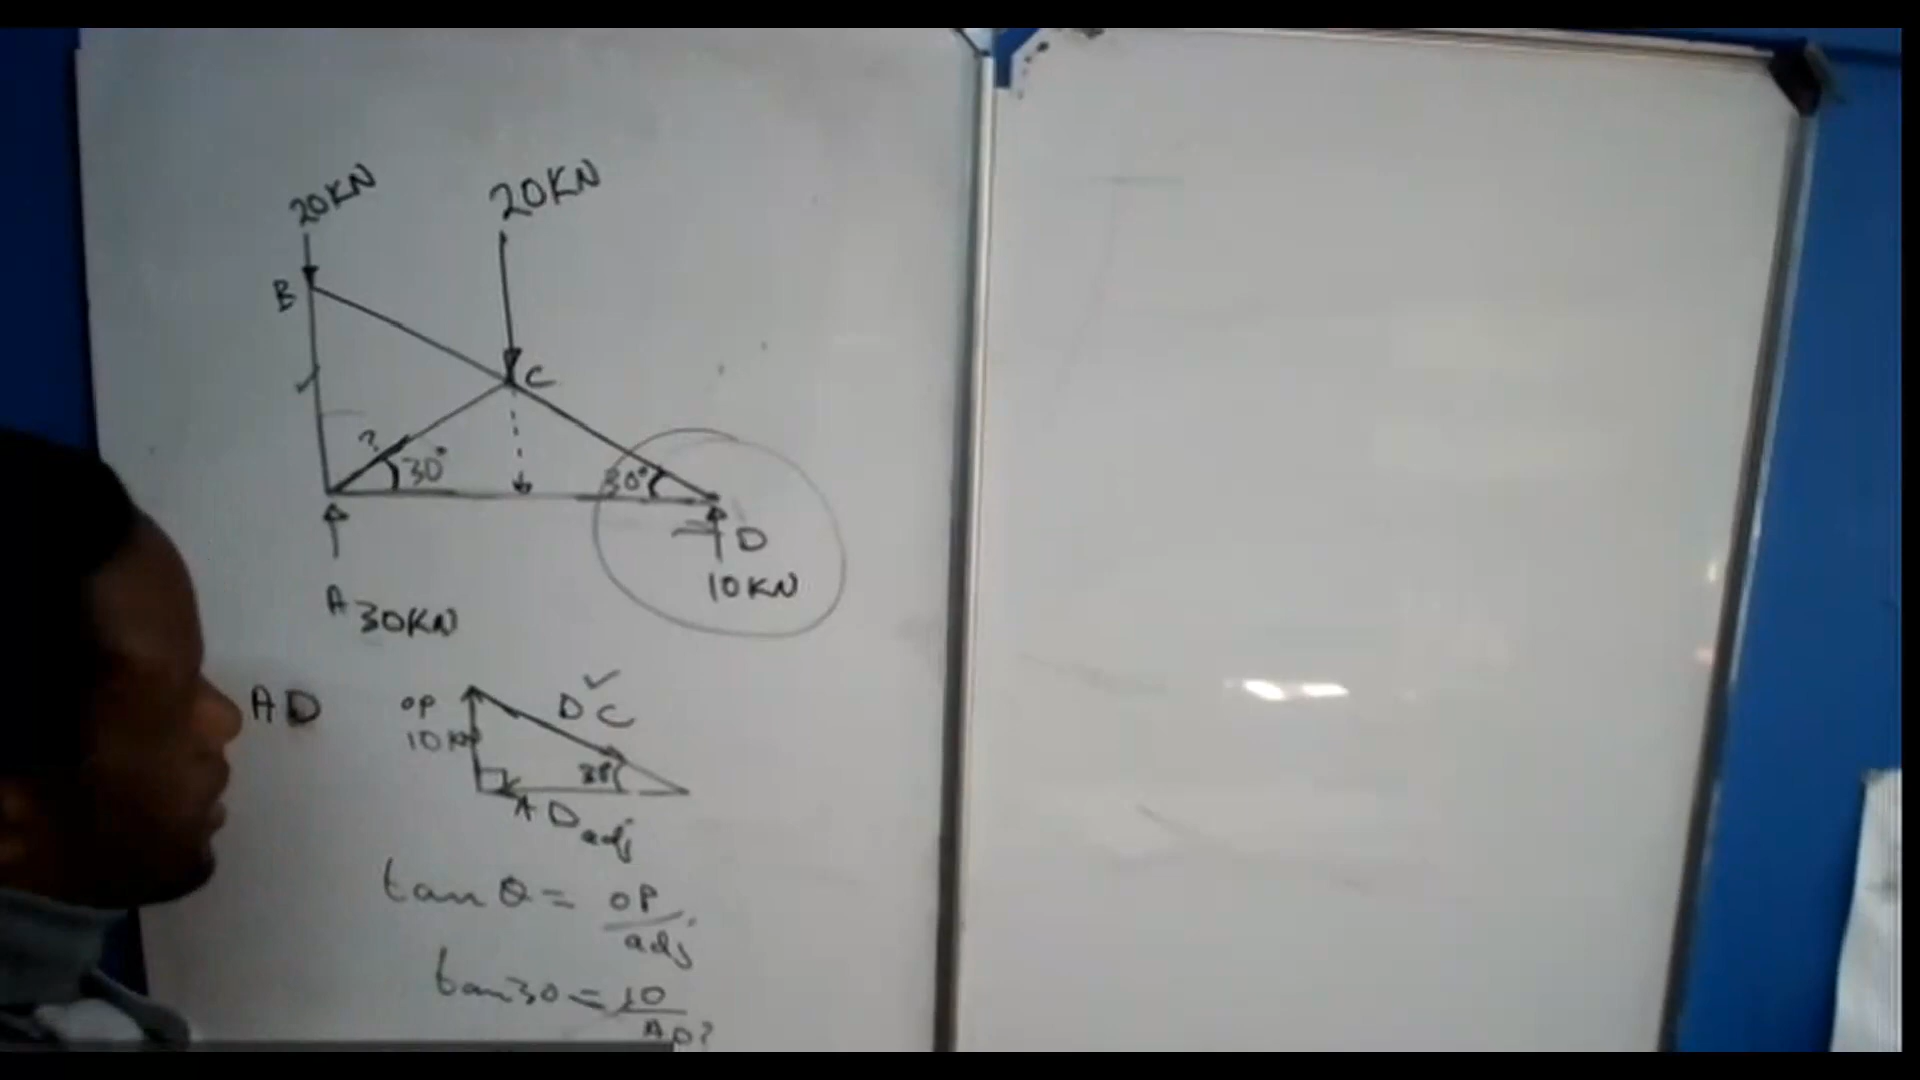 20KN
20KN
B
C
?
30°
30°
D
10KN
A 30KN
AD
OP
10KN
DC
30
AD adj
tan θ = OP/adj
tan30 = 10/AD?